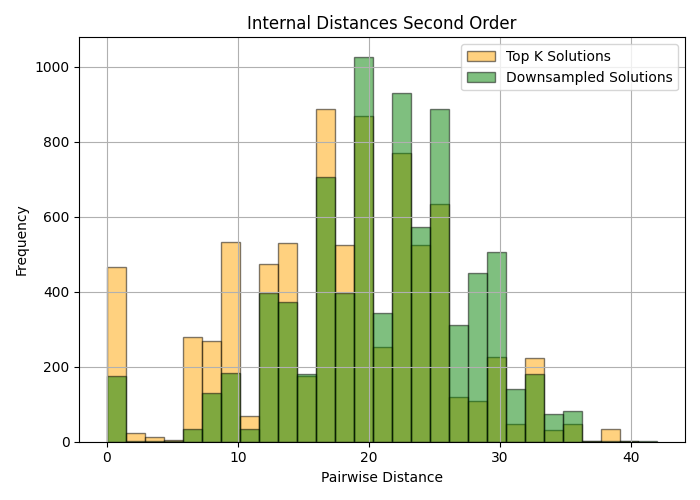 Internal Distances Second Order
Top K Solutions
Downsampled Solutions
Frequency
1000
800
600
400
200
0
0 10 20 30 40
Pairwise Distance